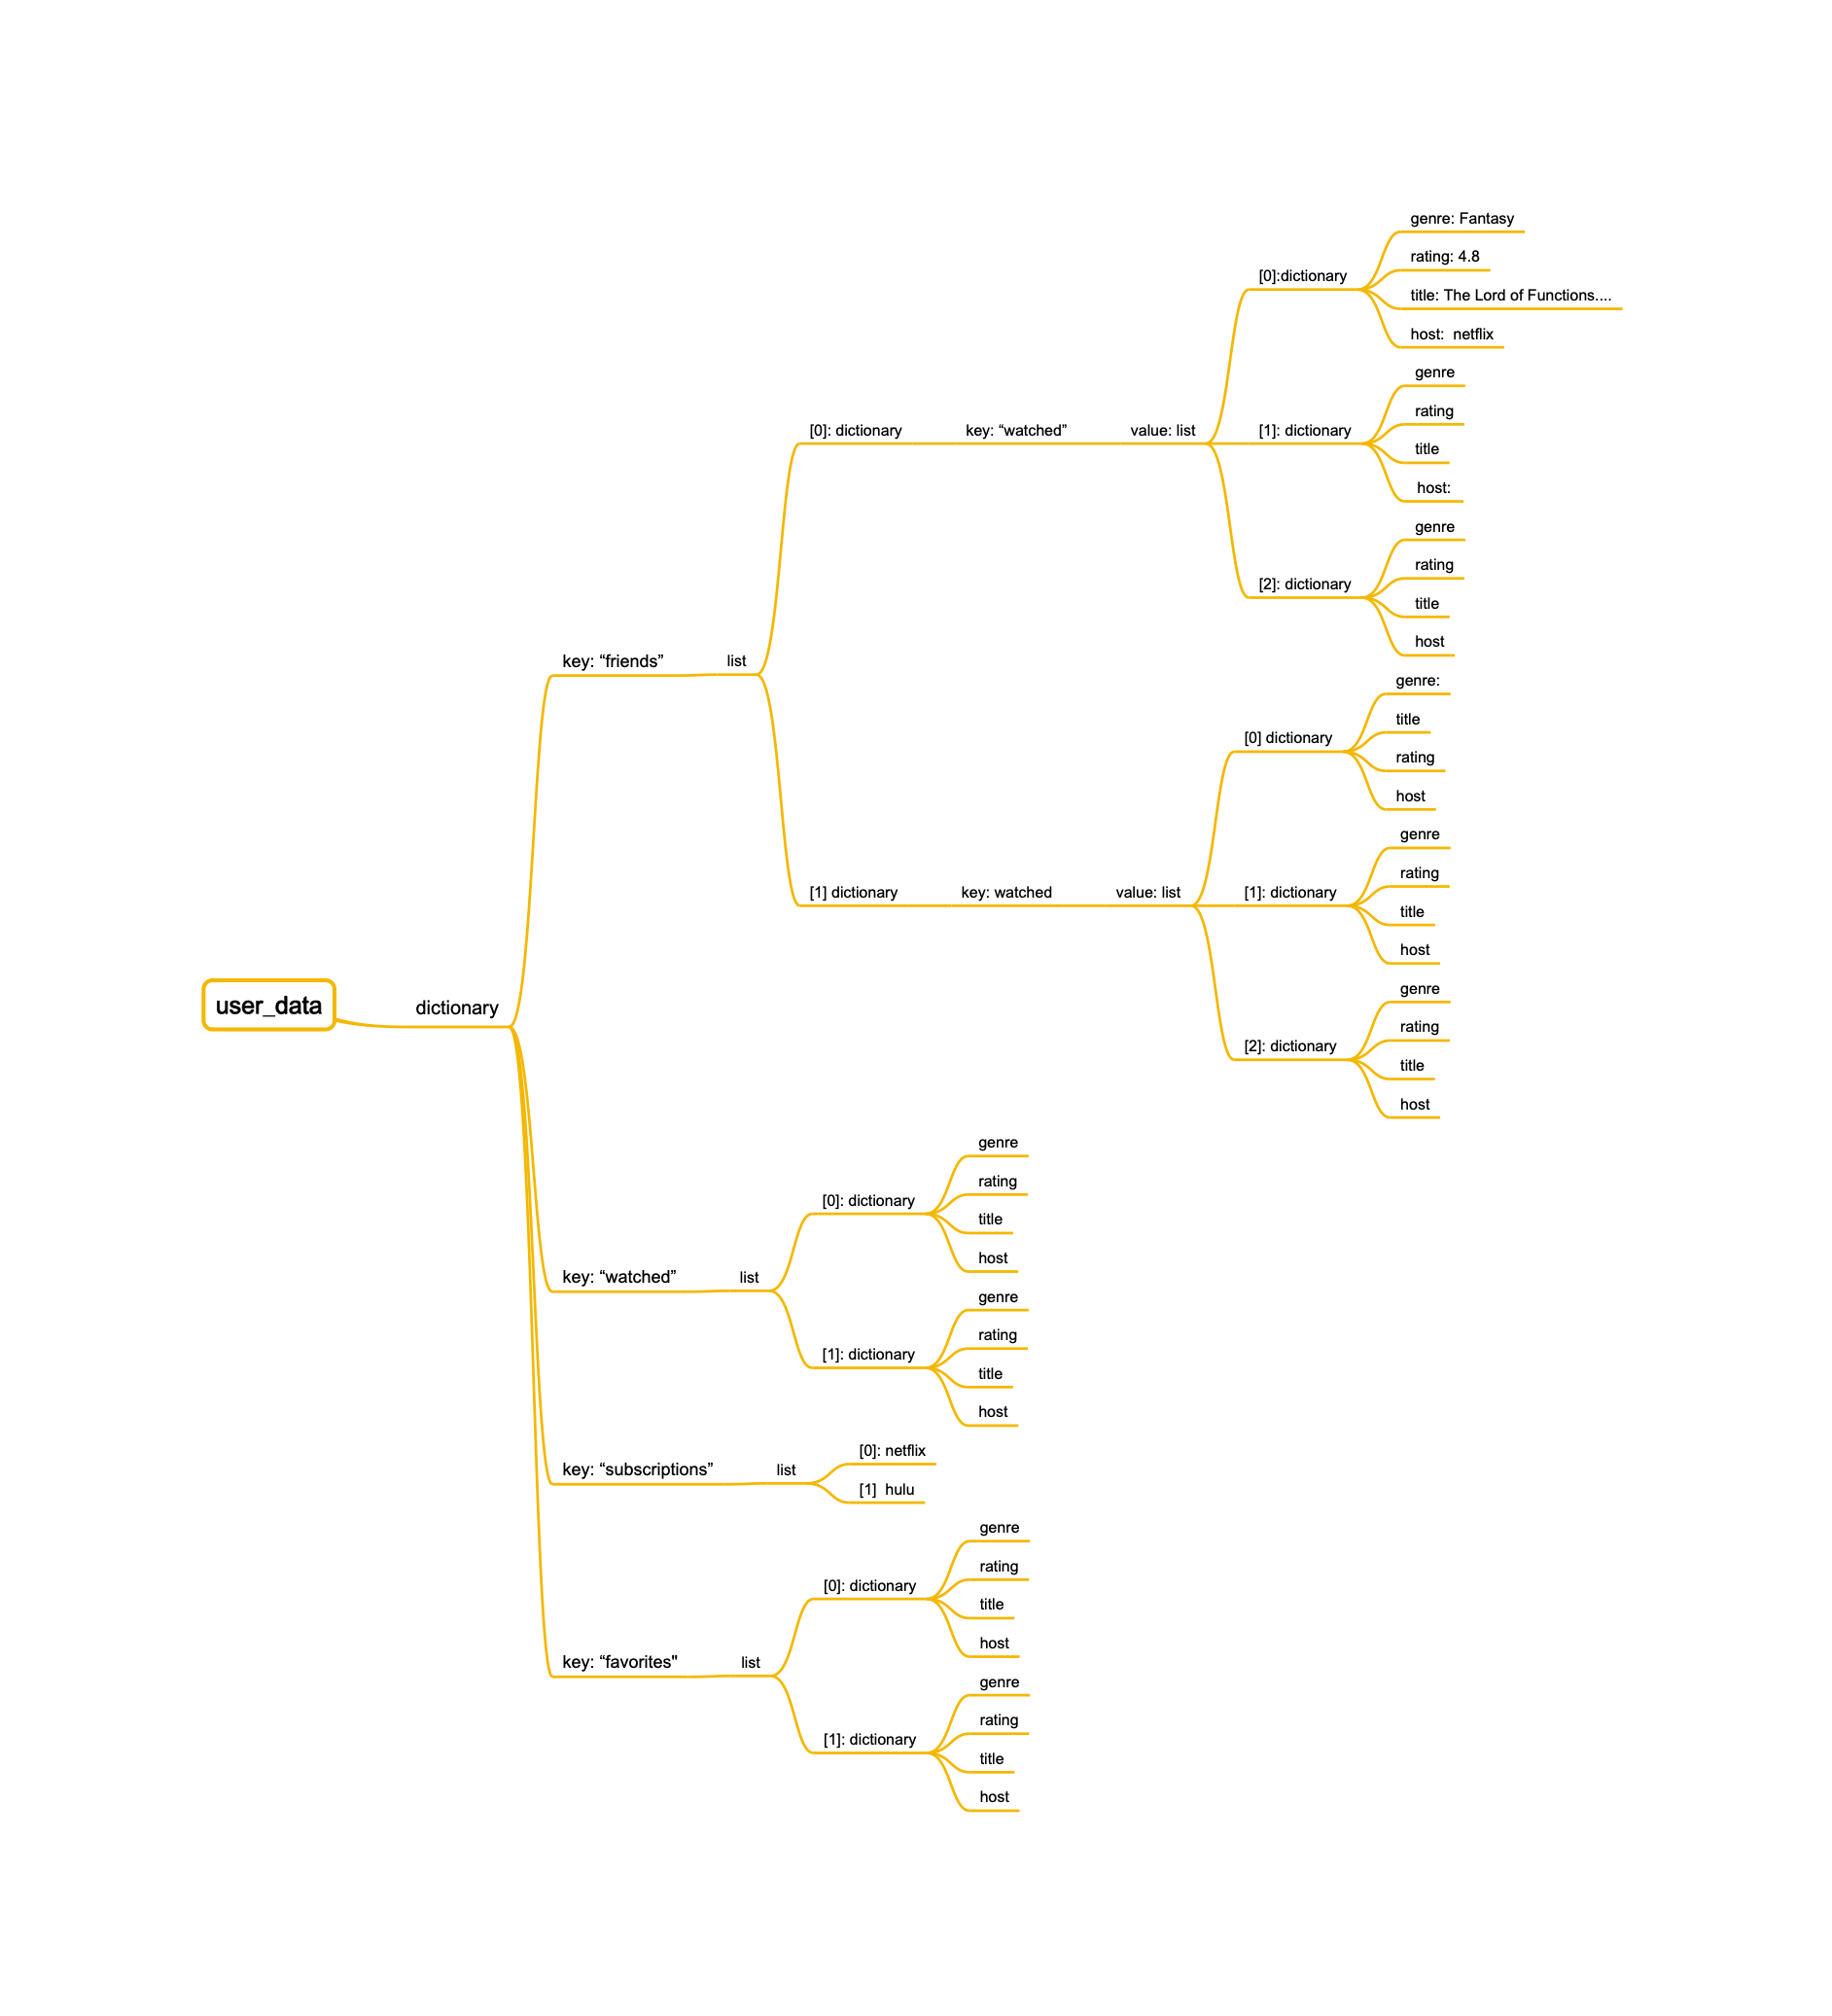 user_data
dictionary
key: “friends”
list
[0]: dictionary
key: “watched”
value: list
[0]:dictionary
genre: Fantasy
rating: 4.8
title: The Lord of Functions....
host:  netflix
[1]: dictionary
genre
rating
title
host:
[2]: dictionary
genre
rating
title
host
[1] dictionary
key: watched
value: list
[0] dictionary
genre:
title
rating
host
[1]: dictionary
genre
rating
title
host
[2]: dictionary
genre
rating
title
host
key: “watched”
list
[0]: dictionary
genre
rating
title
host
[1]: dictionary
genre
rating
title
host
key: “subscriptions”
list
[0]: netflix
[1]  hulu
key: “favorites"
list
[0]: dictionary
genre
rating
title
host
[1]: dictionary
genre
rating
title
host